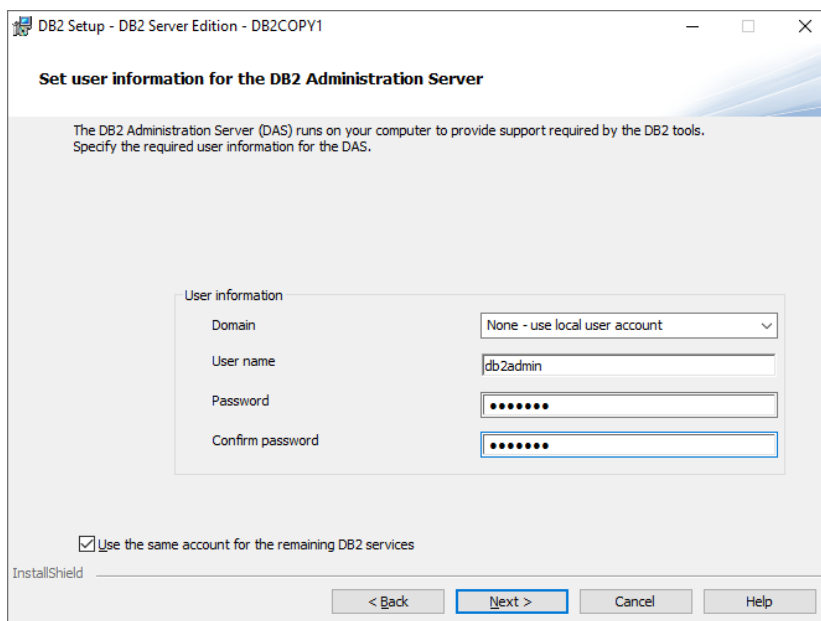 DB2 Setup - DB2 Server Edition - DB2COPY1
Set user information for the DB2 Administration Server
The DB2 Administration Server (DAS) runs on your computer to provide support required by the DB2 tools.
Specify the required user information for the DAS.
User information
Domain
None - use local user account
User name
db2admin
Password
•••••••
Confirm password
•••••••
Use the same account for the remaining DB2 services
InstallShield
< Back
Next >
Cancel
Help